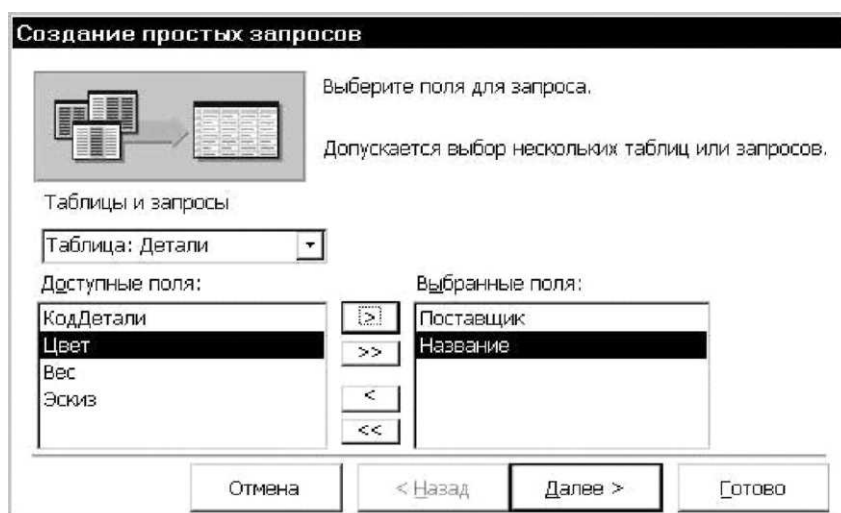 Создание простых запросов
Выберите поля для запроса.
Допускается выбор нескольких таблиц или запросов.
Таблицы и запросы
Таблица: Детали
Доступные поля:
Выбранные поля:
КодДетали
Цвет
Вес
Эскиз
>
>>
<
<<
Поставщик
Название
Отмена
< Назад
Далее >
Готово